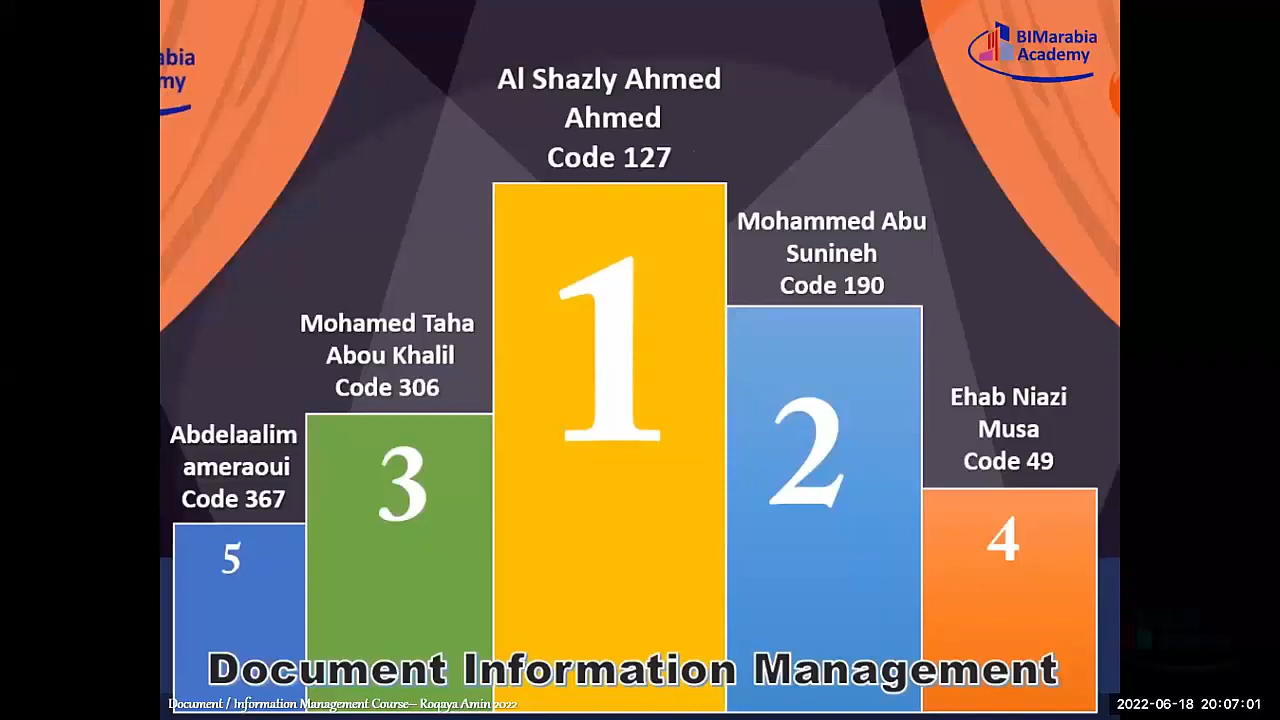 abia
my
BIMarabia
Academy
Al Shazly Ahmed
Ahmed
Code 127
Mohammed Abu
Sunineh
Code 190
Mohamed Taha
Abou Khalil
Code 306
Ehab Niazi
Musa
Code 49
Abdelaalim
ameraoui
Code 367
1
2
3
4
5
Document Information Management
Document / Information Management Course– Roqaya Amin 2022
2022-06-18 20:07:01